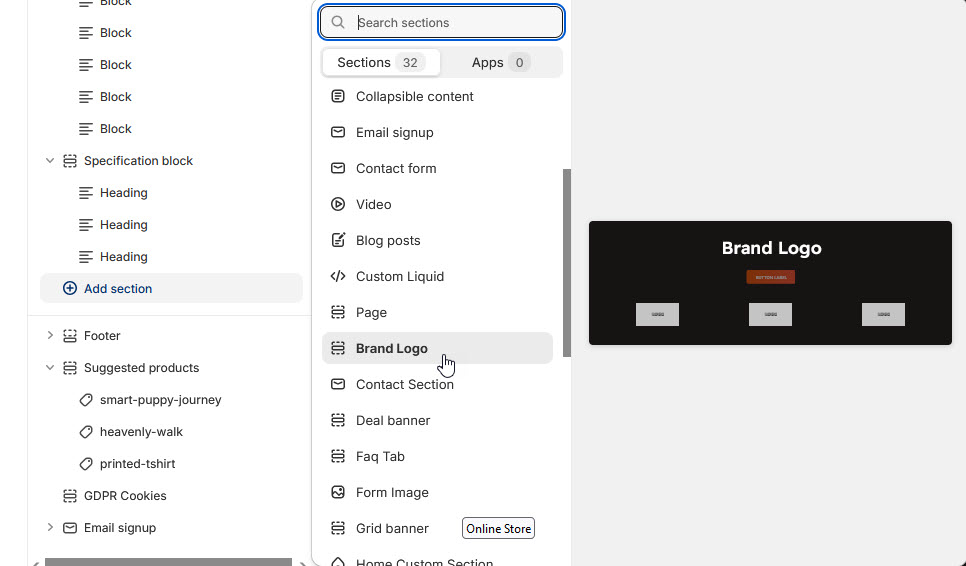 Block
Block
Block
Block
Block
Specification block
Heading
Heading
Heading
Add section
Footer
Suggested products
smart-puppy-journey
heavenly-walk
printed-tshirt
GDPR Cookies
Email signup
Search sections
Sections 32
Apps 0
Collapsible content
Email signup
Contact form
Video
Blog posts
Custom Liquid
Page
Brand Logo
Contact Section
Deal banner
Faq Tab
Form Image
Grid banner
Online Store
Home Custom Section
Brand Logo
BUTTON LABEL